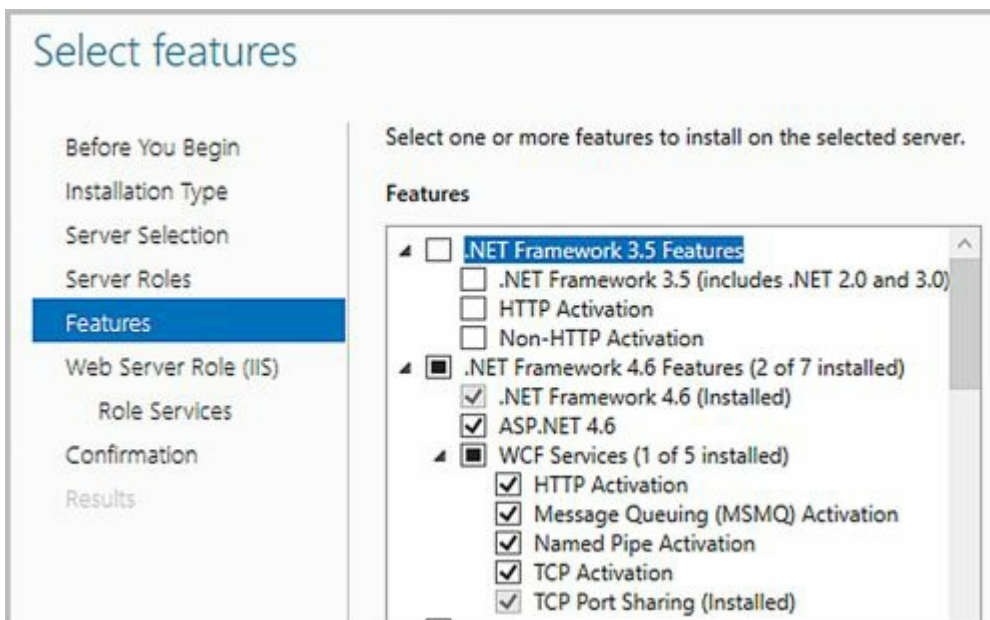 Select features
Before You Begin
Installation Type
Server Selection
Server Roles
Features
Web Server Role (IIS)
Role Services
Confirmation
Results
Select one or more features to install on the selected server.
Features
.NET Framework 3.5 Features
.NET Framework 3.5 (includes .NET 2.0 and 3.0)
HTTP Activation
Non-HTTP Activation
.NET Framework 4.6 Features (2 of 7 installed)
.NET Framework 4.6 (Installed)
ASP.NET 4.6
WCF Services (1 of 5 installed)
HTTP Activation
Message Queuing (MSMQ) Activation
Named Pipe Activation
TCP Activation
TCP Port Sharing (Installed)